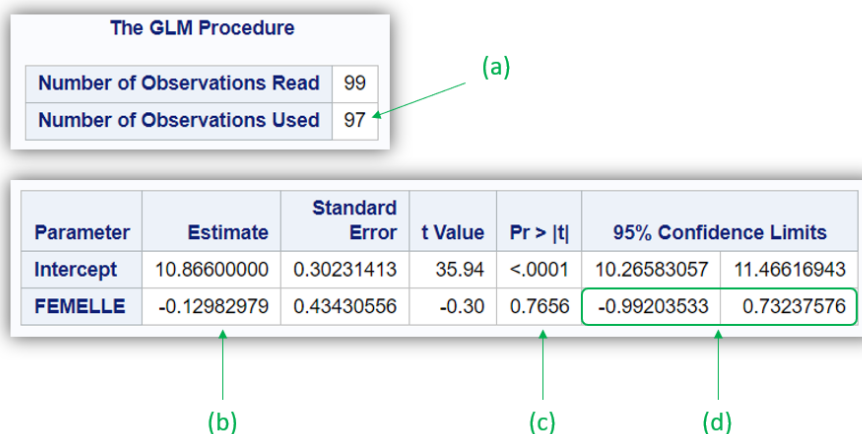 The GLM Procedure
Number of Observations Read 99
(a)
Number of Observations Used 97
Parameter Estimate Standard Error t Value Pr > |t| 95% Confidence Limits
Intercept 10.86600000 0.30231413 35.94 <.0001 10.26583057 11.46616943
FEMELLE -0.12982979 0.43430556 -0.30 0.7656 -0.99203533 0.73237576
(b) (c) (d)